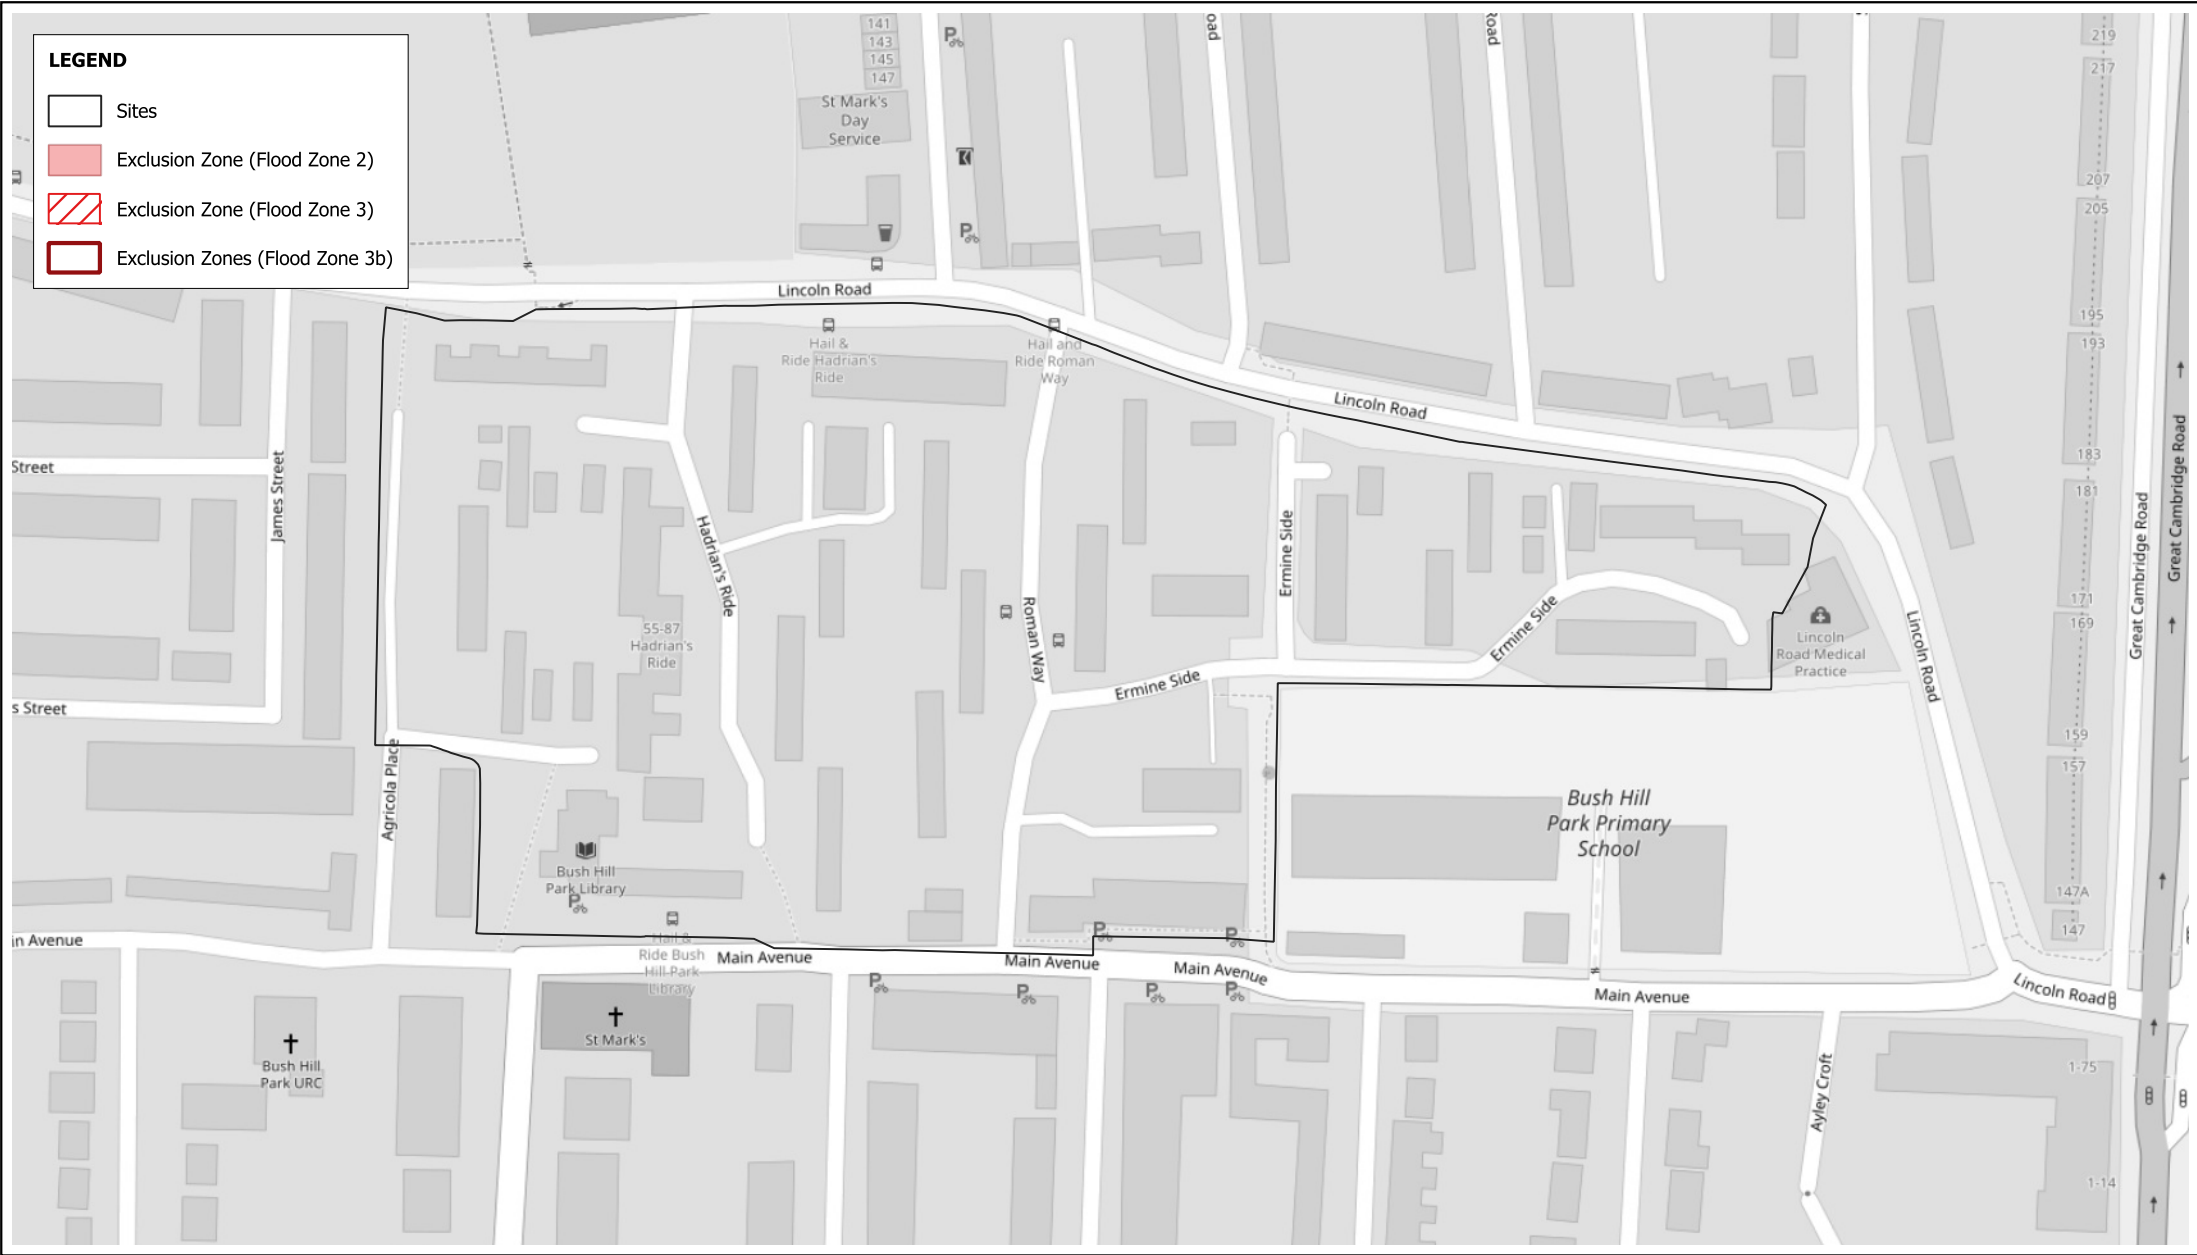 LEGEND
Sites
Exclusion Zone (Flood Zone 2)
Exclusion Zone (Flood Zone 3)
Exclusion Zones (Flood Zone 3b)
141
143
145
147
St Mark's
Day
Service
Road
219
217
207
205
195
193
183
181
171
169
159
157
147A
147
Lincoln Road
Hail &
Ride Hadrian's
Ride
Hail and
Ride Roman
Way
Lincoln Road
Great Cambridge Road
Great Cambridge Road
Street
James Street
Hadrian's Ride
Ermine Side
Roman Way
55-87
Hadrian's
Ride
Ermine Side
Ermine Side
Lincoln
Road Medical
Practice
Lincoln Road
s Street
Agricola Place
Bush Hill
Park Primary
School
Bush Hill
Park Library
Hail &
Ride Bush
Hill Park
Library
in Avenue
Main Avenue
Main Avenue
Main Avenue
Main Avenue
Lincoln Road
St Mark's
Bush Hill
Park URC
Ayley Croft
1-75
1-14